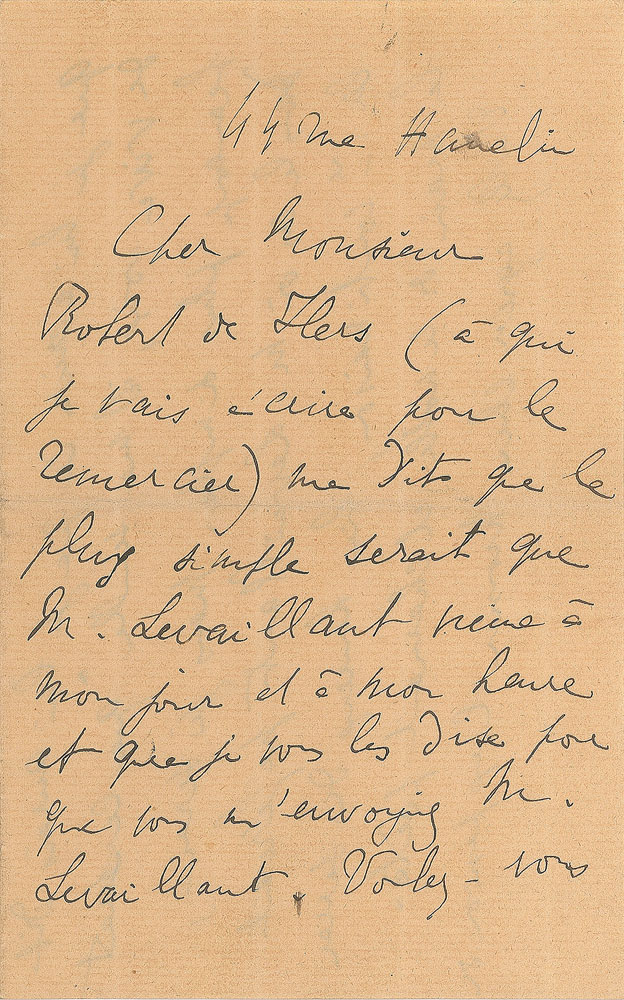 44 rue Hamelin
Cher Monsieur
Robert de Flers (à qui
je vais écrire pour le
remercier) me dit que le
plus simple serait que
M. Levaillant vienne à
mon jour et à mon heure
et que je vous les dise pour
que vous m'envoyiez M.
Levaillant. Voulez-vous